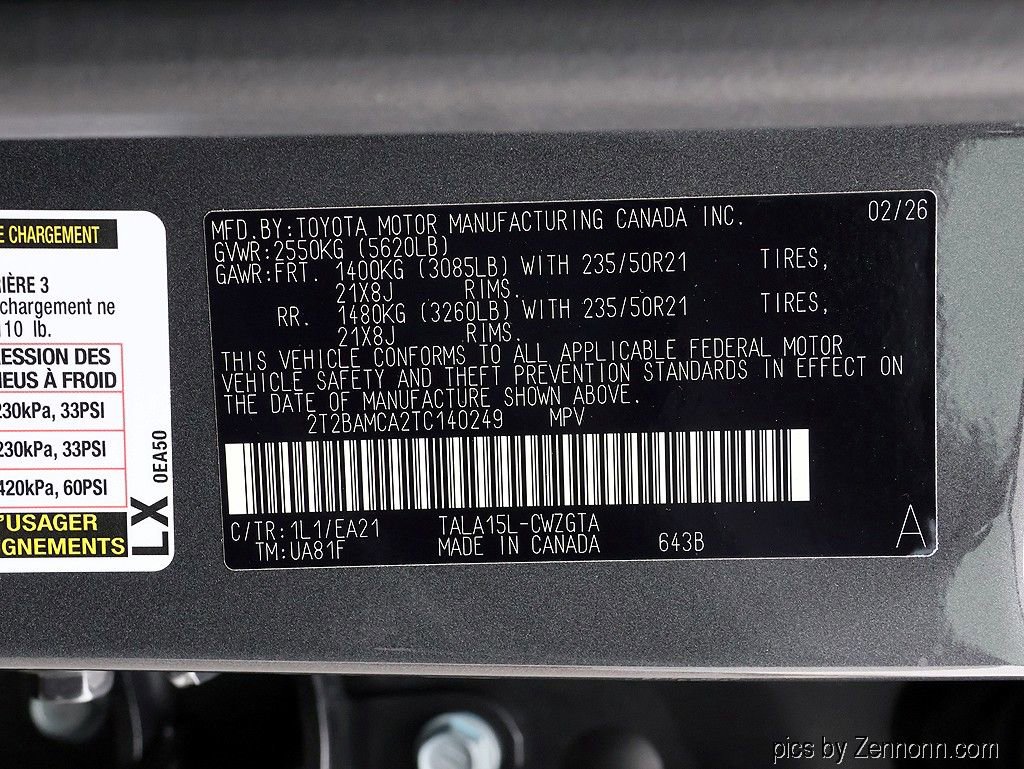 E CHARGEMENT
RIÈRE 3
chargement ne
110 lb.
ESSION DES
NEUS À FROID
230kPa, 33PSI
230kPa, 33PSI
420kPa, 60PSI
'USAGER
IGNEMENTS
LX 0EA50
MFD.BY:TOYOTA MOTOR MANUFACTURING CANADA INC. 02/26
GVWR:2550KG (5620LB)
GAWR:FRT. 1400KG (3085LB) WITH 235/50R21 TIRES,
21X8J RIMS.
RR. 1480KG (3260LB) WITH 235/50R21 TIRES,
21X8J RIMS.
THIS VEHICLE CONFORMS TO ALL APPLICABLE FEDERAL MOTOR
VEHICLE SAFETY AND THEFT PREVENTION STANDARDS IN EFFECT ON
THE DATE OF MANUFACTURE SHOWN ABOVE.
2T2BAMCA2TC140249 MPV
C/TR:1L1/EA21 TALA15L-CWZGTA
TM:UA81F MADE IN CANADA 643B A
pics by Zennonn.com